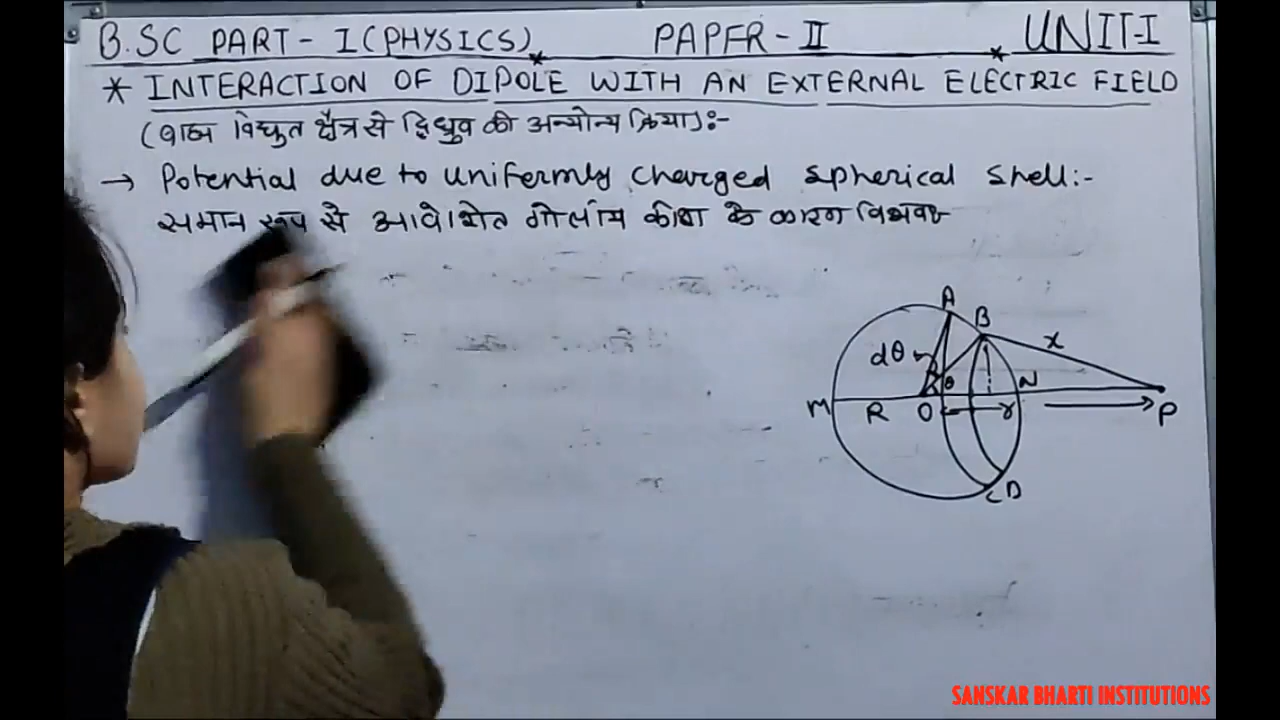 B.SC PART - I (PHYSICS) PAPER - II UNIT-I
* INTERACTION OF DIPOLE WITH AN EXTERNAL ELECTRIC FIELD
(बाह्य विद्युत क्षेत्र से द्विध्रुव की अन्योन्य क्रिया) :-
→ Potential due to uniformly charged spherical shell:-
समान रूप से आवेशित गोलीय कोश के कारण विभव
A
B
x
dθ
θ
N
M R O r P
C D
SANSKAR BHARTI INSTITUTIONS